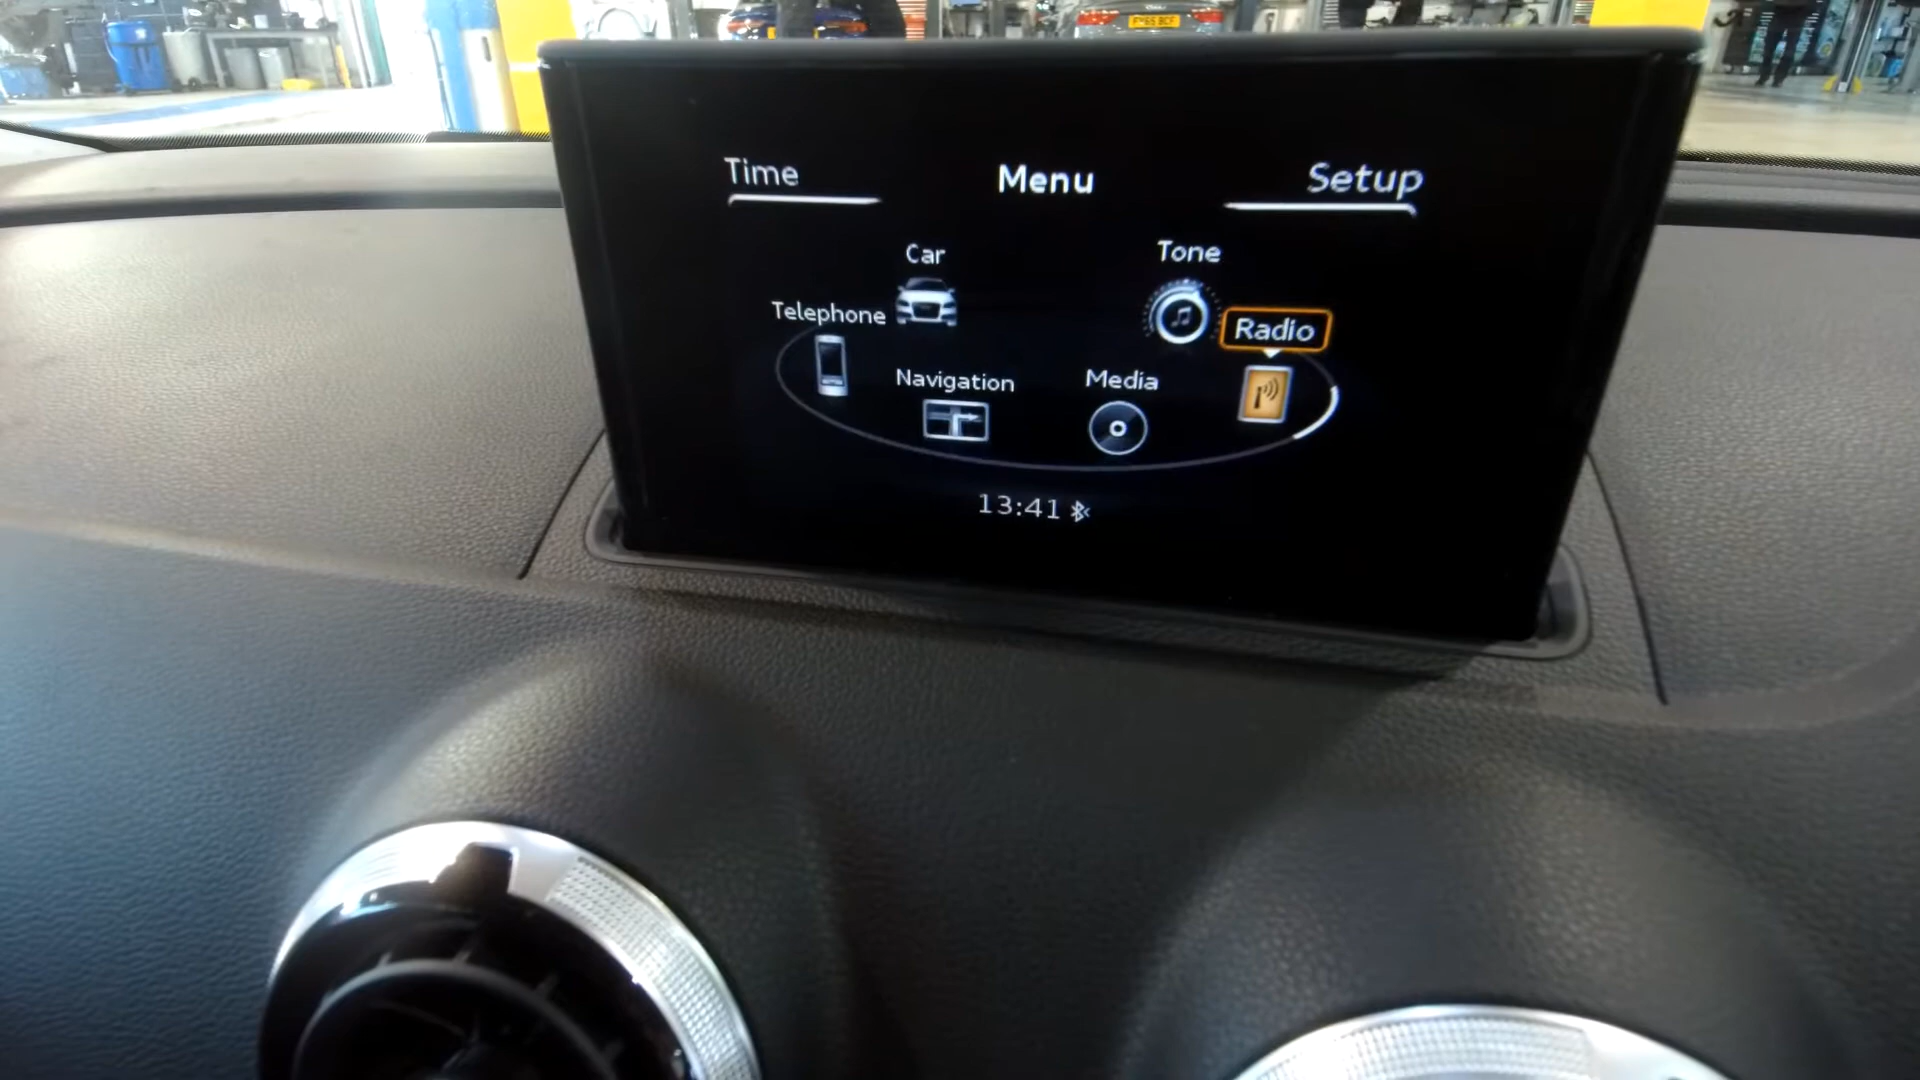 Time
Menu
Setup
Car
Tone
Telephone
Radio
Navigation
Media
13:41